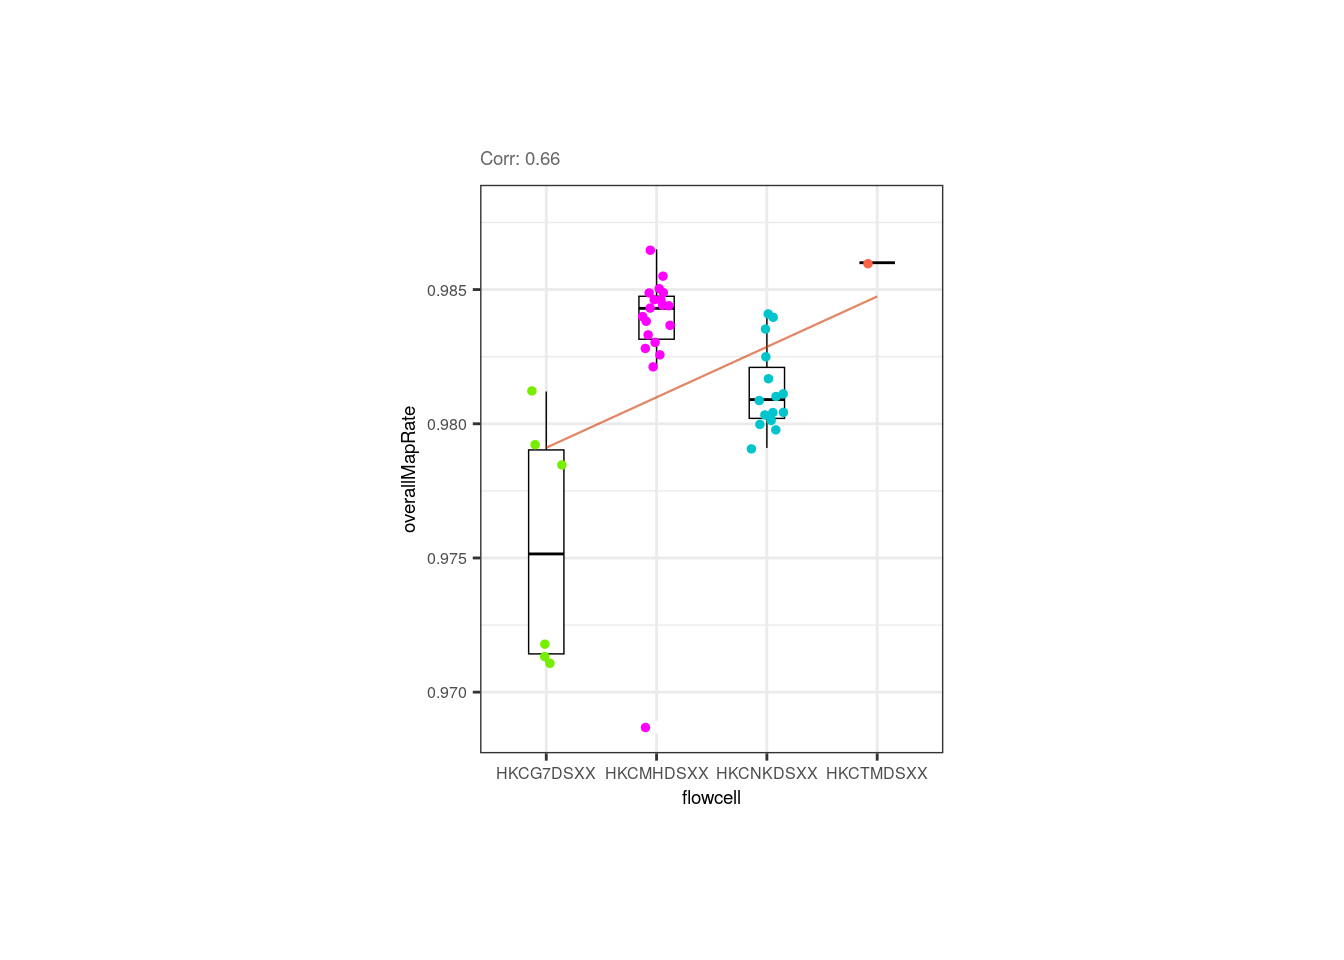 Corr: 0.66
0.985
0.980
0.975
0.970
overallMapRate
HKCG7DSXX HKCMHDSXX HKCNKDSXX HKCTMDSXX
flowcell